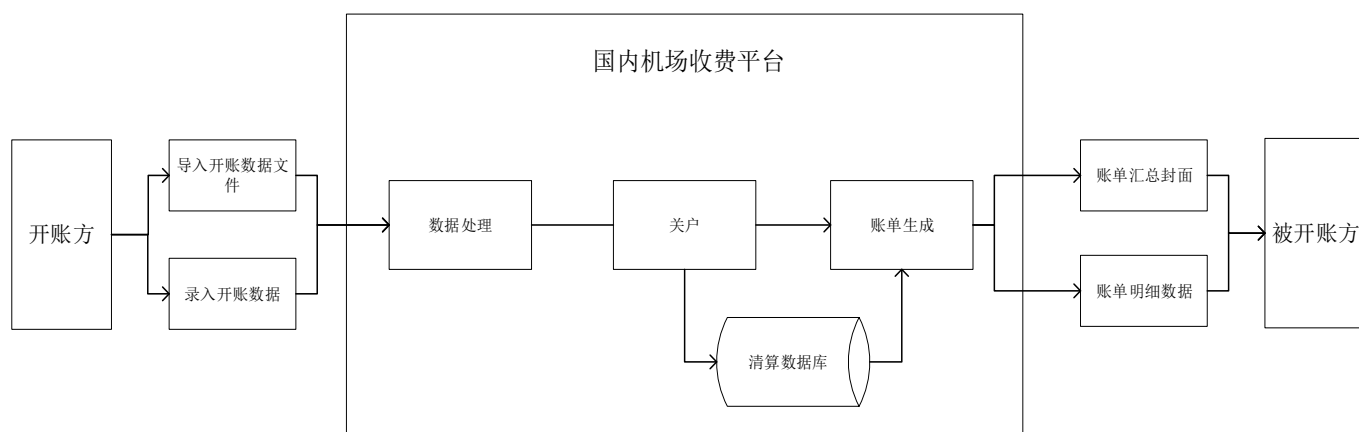 国内机场收费平台
开账方
导入开账数据文
件
录入开账数据
数据处理
关户
账单生成
清算数据库
账单汇总封面
账单明细数据
被开账方